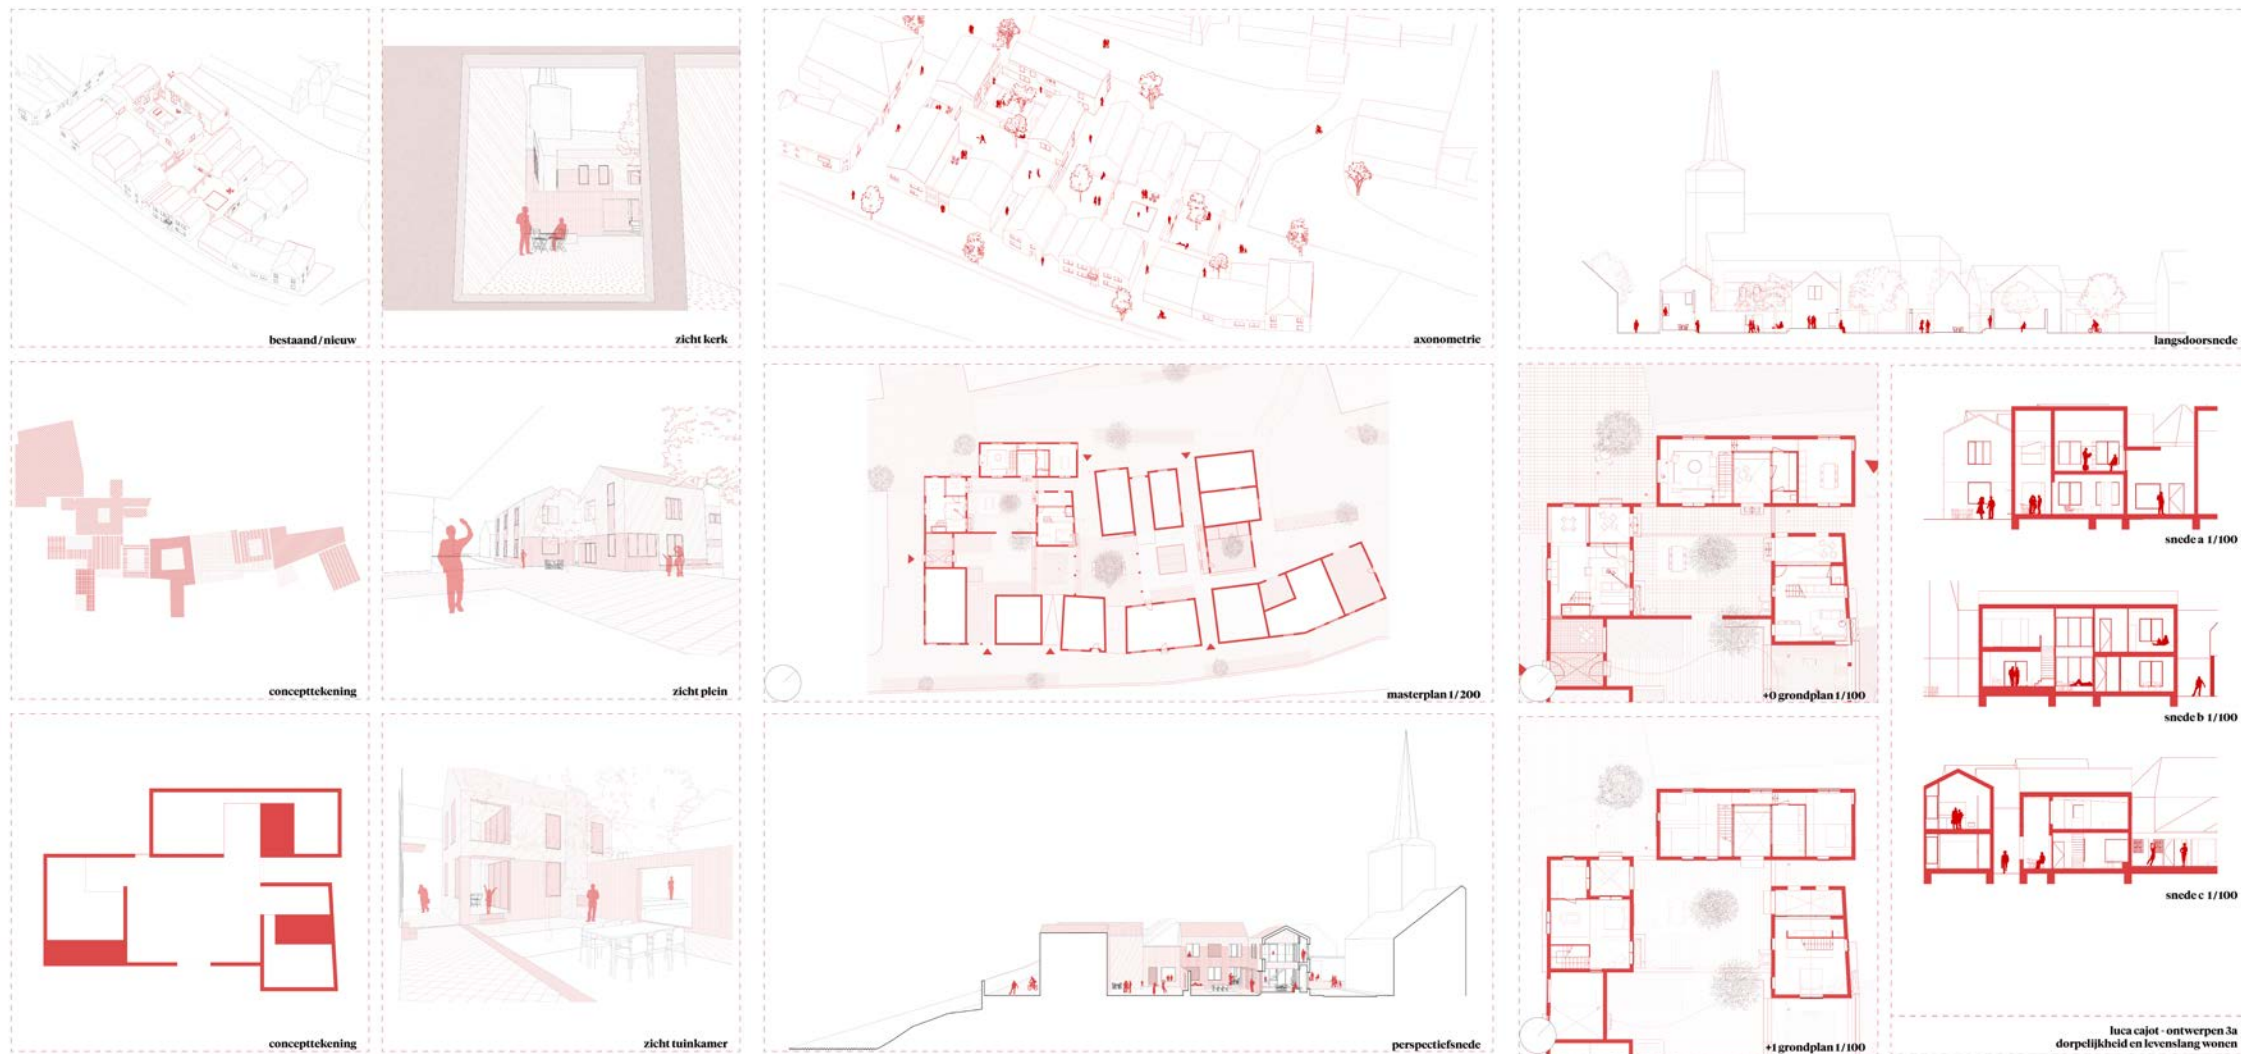 bestaand / nieuw
zicht kerk
axonometrie
langsdoorsnede
concepttekening
zicht plein
masterplan 1/200
+0 grondplan 1/100
snede a 1/100
snede b 1/100
snede c 1/100
concepttekening
zicht tuinkamer
perspectiefsnede
+1 grondplan 1/100
luca cajot - ontwerpen 3a
dorpelijkheid en levenslang wonen